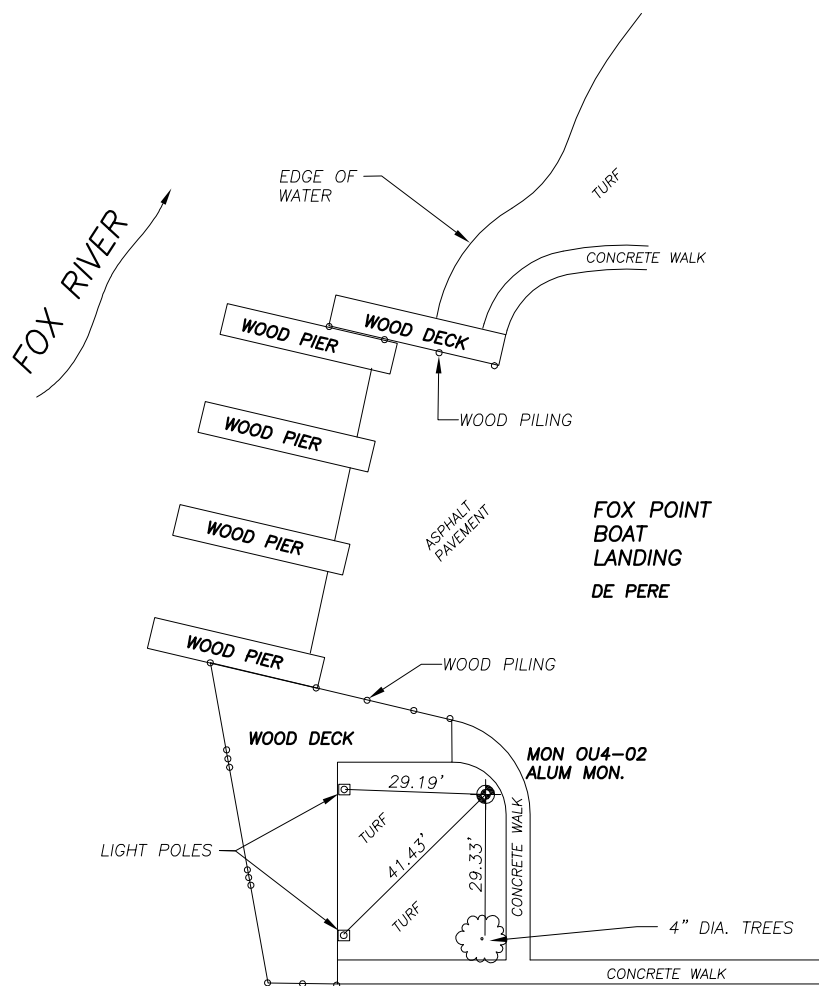 EDGE OF
WATER
TURF
CONCRETE WALK
FOX RIVER
WOOD DECK
WOOD PIER
WOOD PILING
WOOD PIER
ASPHALT
PAVEMENT
FOX POINT
BOAT
LANDING
DE PERE
WOOD PIER
WOOD PIER
WOOD PILING
WOOD DECK
MON OU4-02
ALUM MON.
29.19'
TURF
LIGHT POLES
41.43'
29.33'
CONCRETE WALK
TURF
4" DIA. TREES
CONCRETE WALK